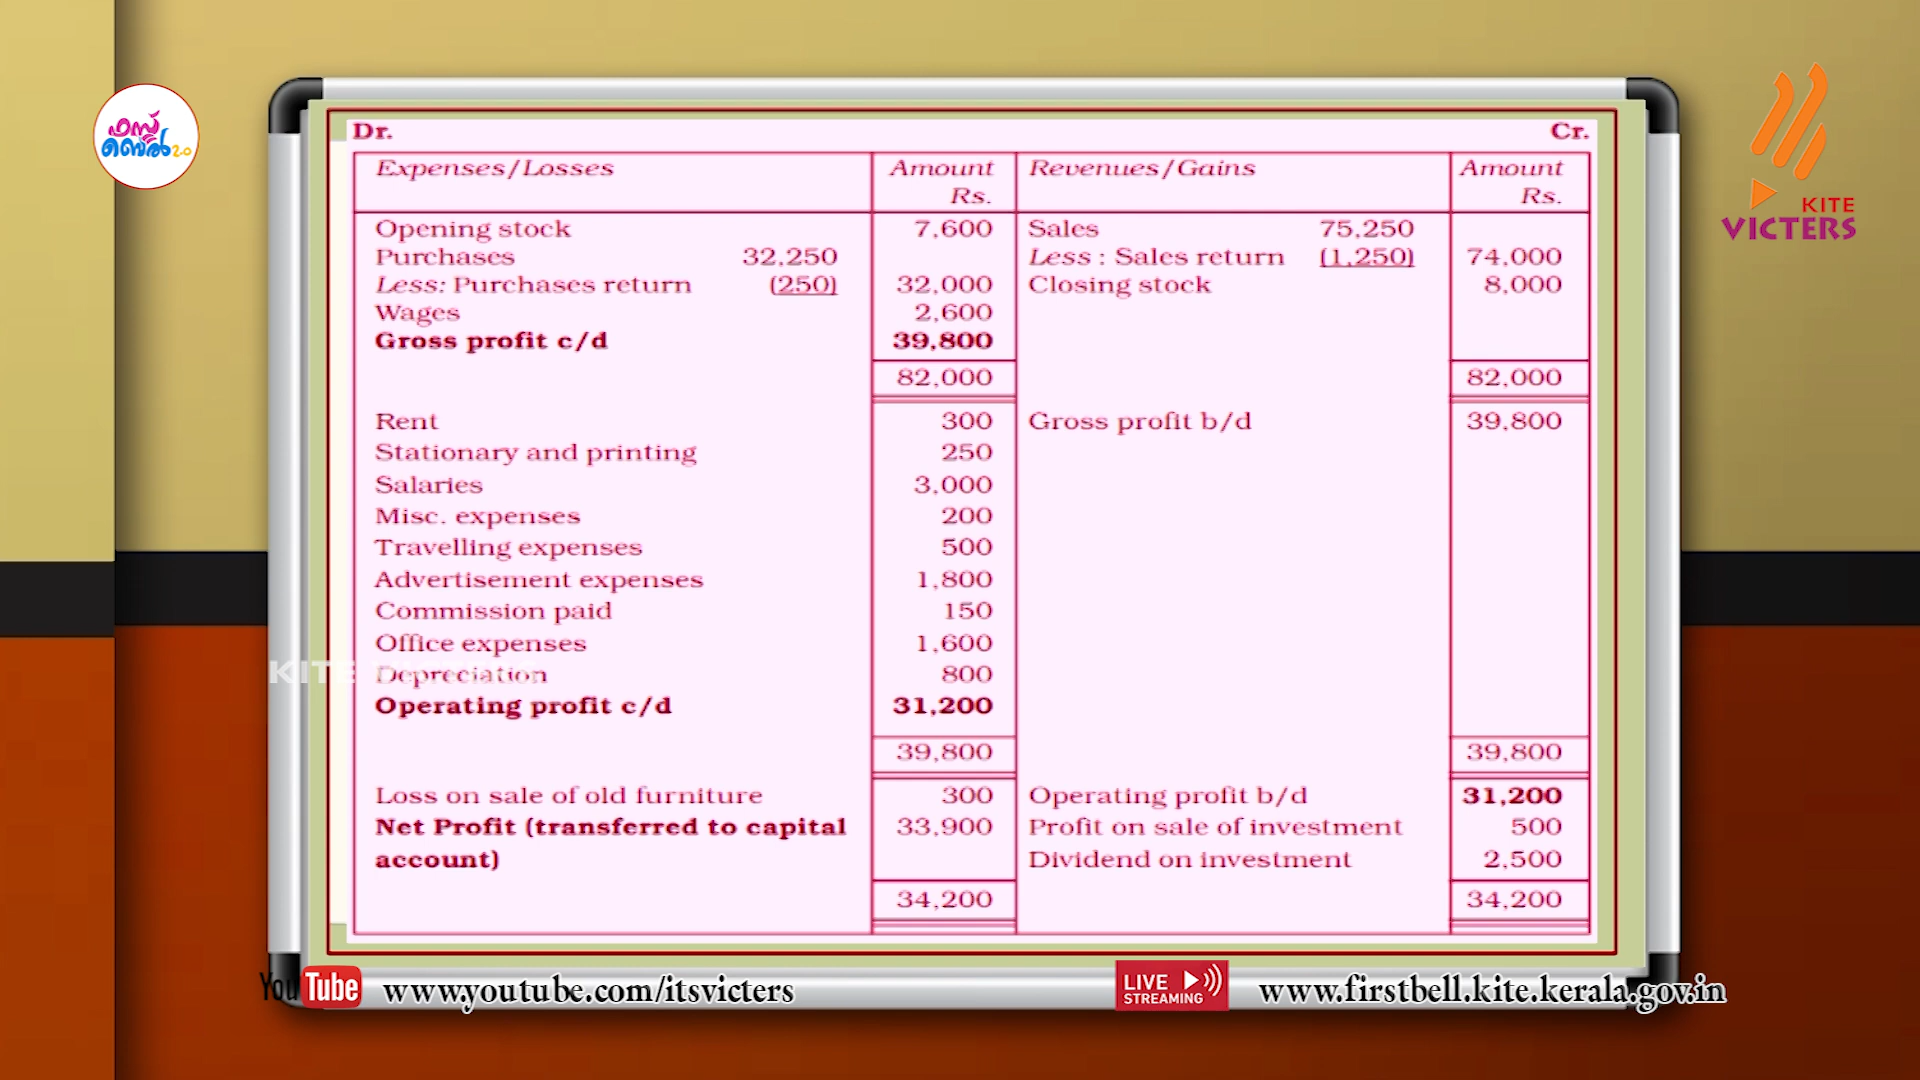 ഫസ്റ്റ്
ബെൽ 2.0
KITE
VICTERS
Dr. Cr.
Expenses/Losses Amount Revenues/Gains Amount
Rs. Rs.
Opening stock 7,600 Sales 75,250
Purchases 32,250 Less : Sales return (1,250) 74,000
Less: Purchases return (250) 32,000 Closing stock 8,000
Wages 2,600
Gross profit c/d 39,800
82,000 82,000
Rent 300 Gross profit b/d 39,800
Stationary and printing 250
Salaries 3,000
Misc. expenses 200
Travelling expenses 500
Advertisement expenses 1,800
Commission paid 150
Office expenses 1,600
Depreciation 800
Operating profit c/d 31,200
39,800 39,800
Loss on sale of old furniture 300 Operating profit b/d 31,200
Net Profit (transferred to capital 33,900 Profit on sale of investment 500
account) Dividend on investment 2,500
34,200 34,200
YouTube www.youtube.com/itsvicters LIVE STREAMING www.firstbell.kite.kerala.gov.in